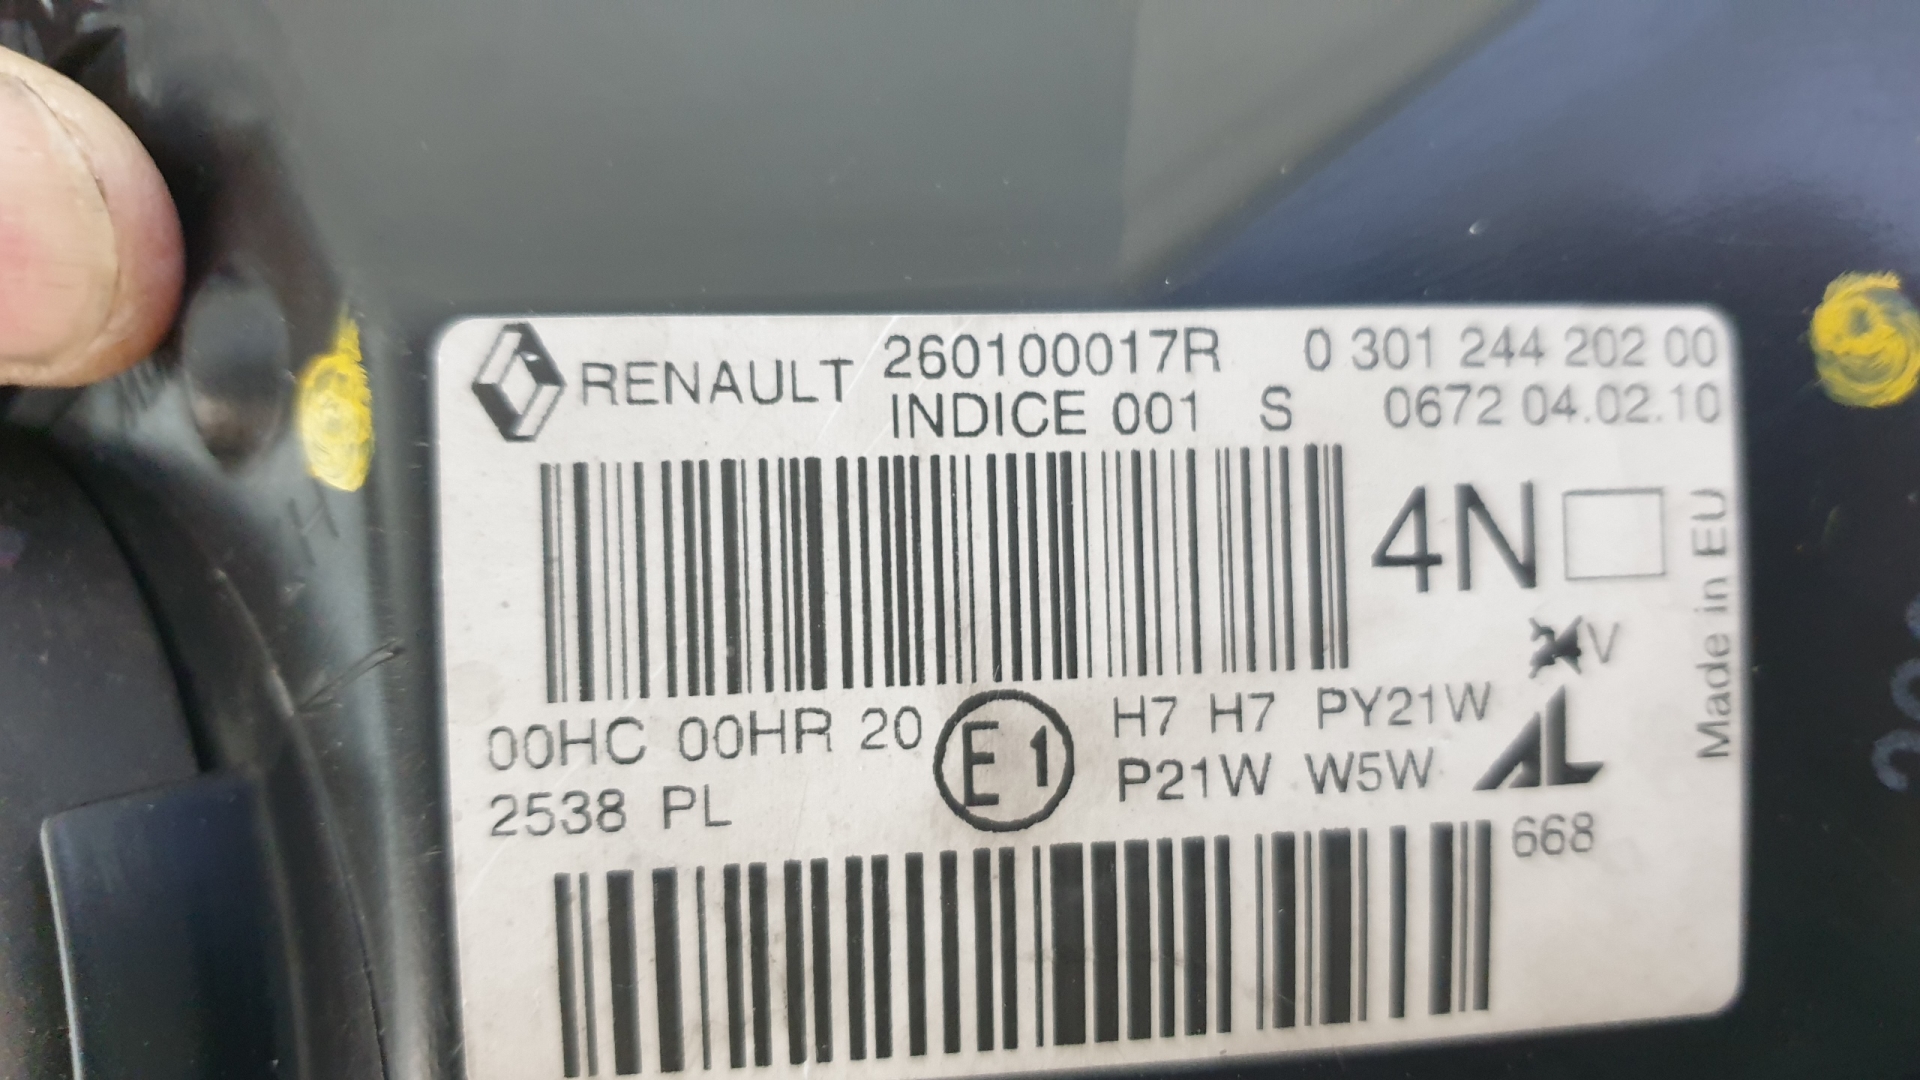 RENAULT 260100017R 0 301 244 202 00
INDICE 001 S 0672 04.02.10
4N
V
Made in EU
00HC 00HR 20 E1 H7 H7 PY21W
2538 PL P21W W5W AL
668